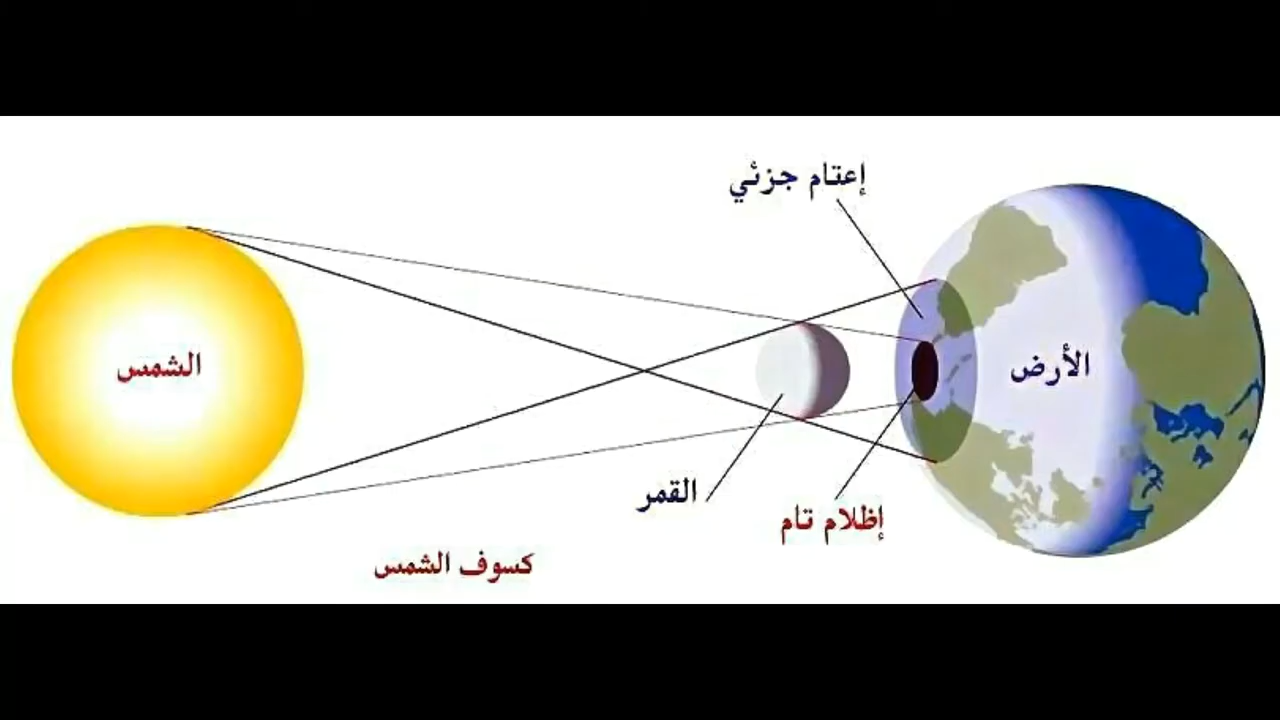 إعتام جزئي
الشمس
الأرض
القمر
إظلام تام
كسوف الشمس